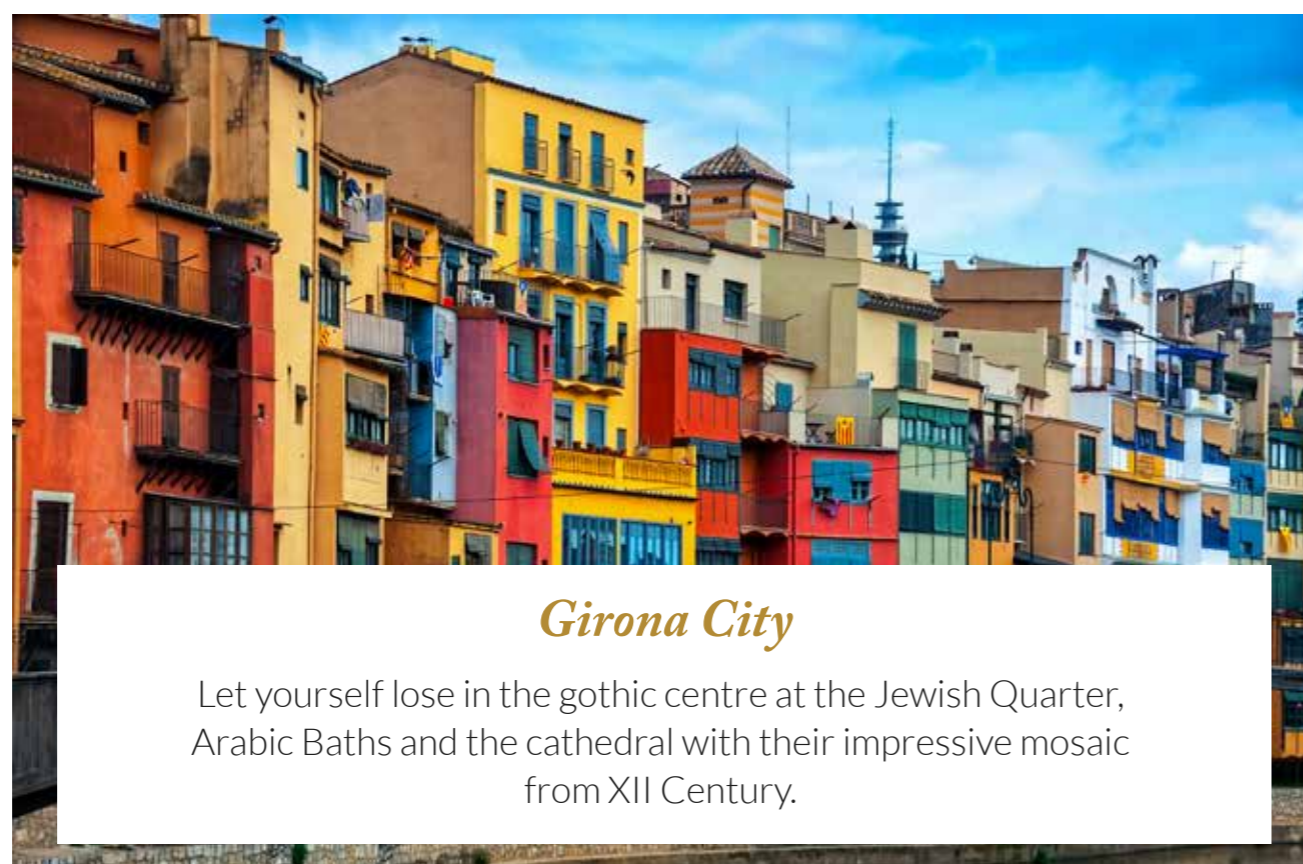 Girona City
Let yourself lose in the gothic centre at the Jewish Quarter,
Arabic Baths and the cathedral with their impressive mosaic
from XII Century.